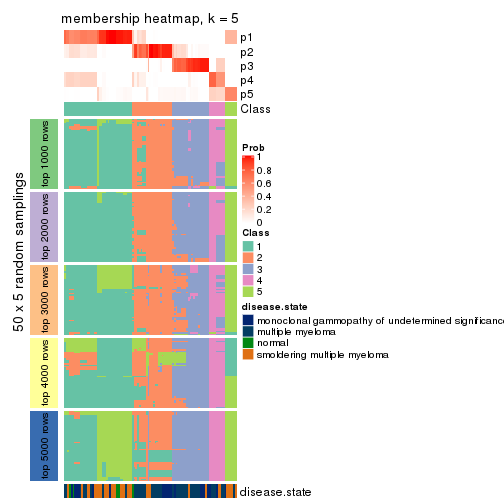 membership heatmap, k = 5
p1
p2
p3
p4
p5
Class
50 x 5 random samplings
top 1000 rows
top 2000 rows
top 3000 rows
top 4000 rows
top 5000 rows
disease.state
Prob
1
0.8
0.6
0.4
0.2
0
Class
1
2
3
4
5
disease.state
monoclonal gammopathy of undetermined significance
multiple myeloma
normal
smoldering multiple myeloma